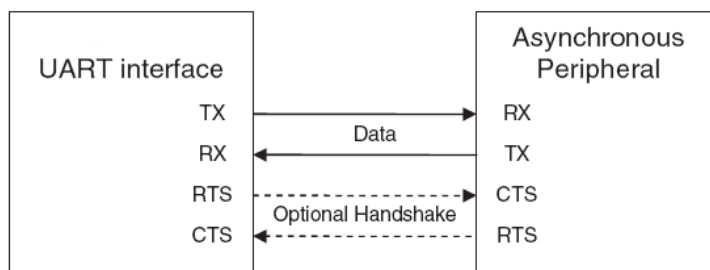 UART interface
Asynchronous
Peripheral
TX
RX
Data
RX
TX
RTS
CTS
Optional Handshake
CTS
RTS